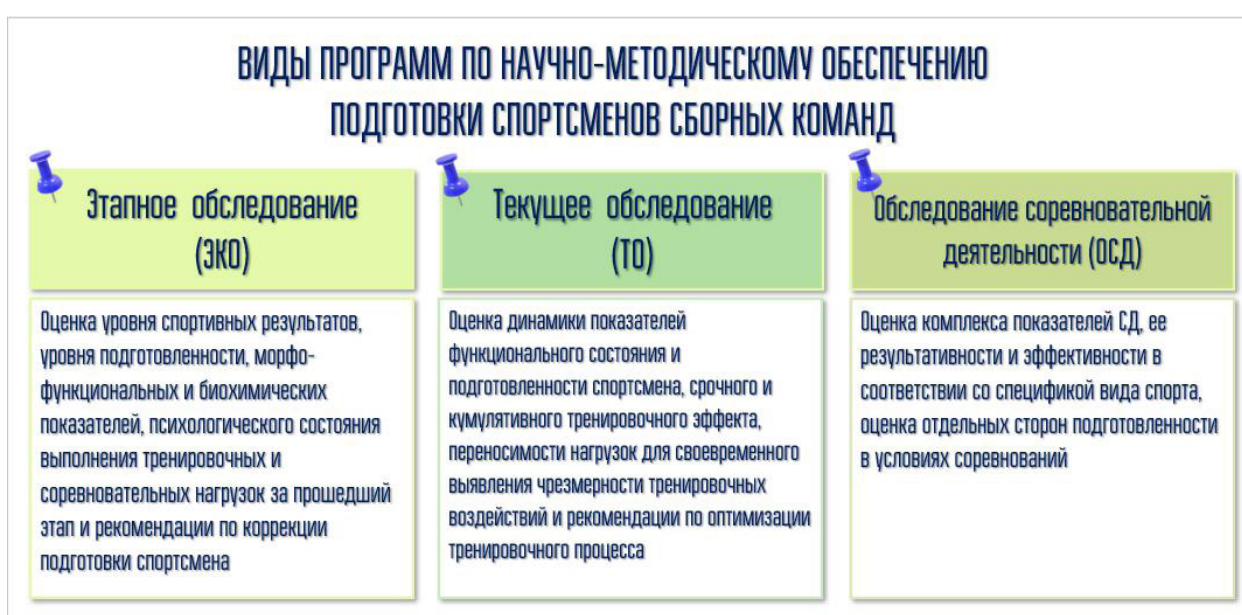 ВИДЫ ПРОГРАММ ПО НАУЧНО-МЕТОДИЧЕСКОМУ ОБЕСПЕЧЕНИЮ
ПОДГОТОВКИ СПОРТСМЕНОВ СБОРНЫХ КОМАНД
Этапное обследование
(ЭКО)
Оценка уровня спортивных результатов,
уровня подготовленности, морфо-
функциональных и биохимических
показателей, психологического состояния
выполнения тренировочных и
соревновательных нагрузок за прошедший
этап и рекомендации по коррекции
подготовки спортсмена
Текущее обследование
(ТО)
Оценка динамики показателей
функционального состояния и
подготовленности спортсмена, срочного и
кумулятивного тренировочного эффекта,
переносимости нагрузок для своевременного
выявления чрезмерности тренировочных
воздействий и рекомендации по оптимизации
тренировочного процесса
Обследование соревновательной
деятельности (ОСД)
Оценка комплекса показателей СД, ее
результативности и эффективности в
соответствии со спецификой вида спорта,
оценка отдельных сторон подготовленности
в условиях соревнований